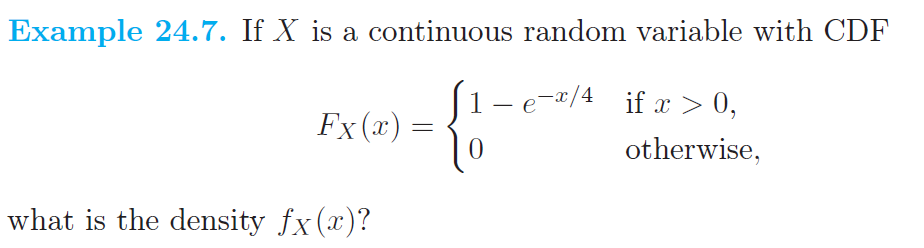 Example 24.7. If X is a continuous random variable with CDF
F_X(x) = { 1 − e^{−x/4} if x > 0,
0 otherwise,
what is the density f_X(x)?